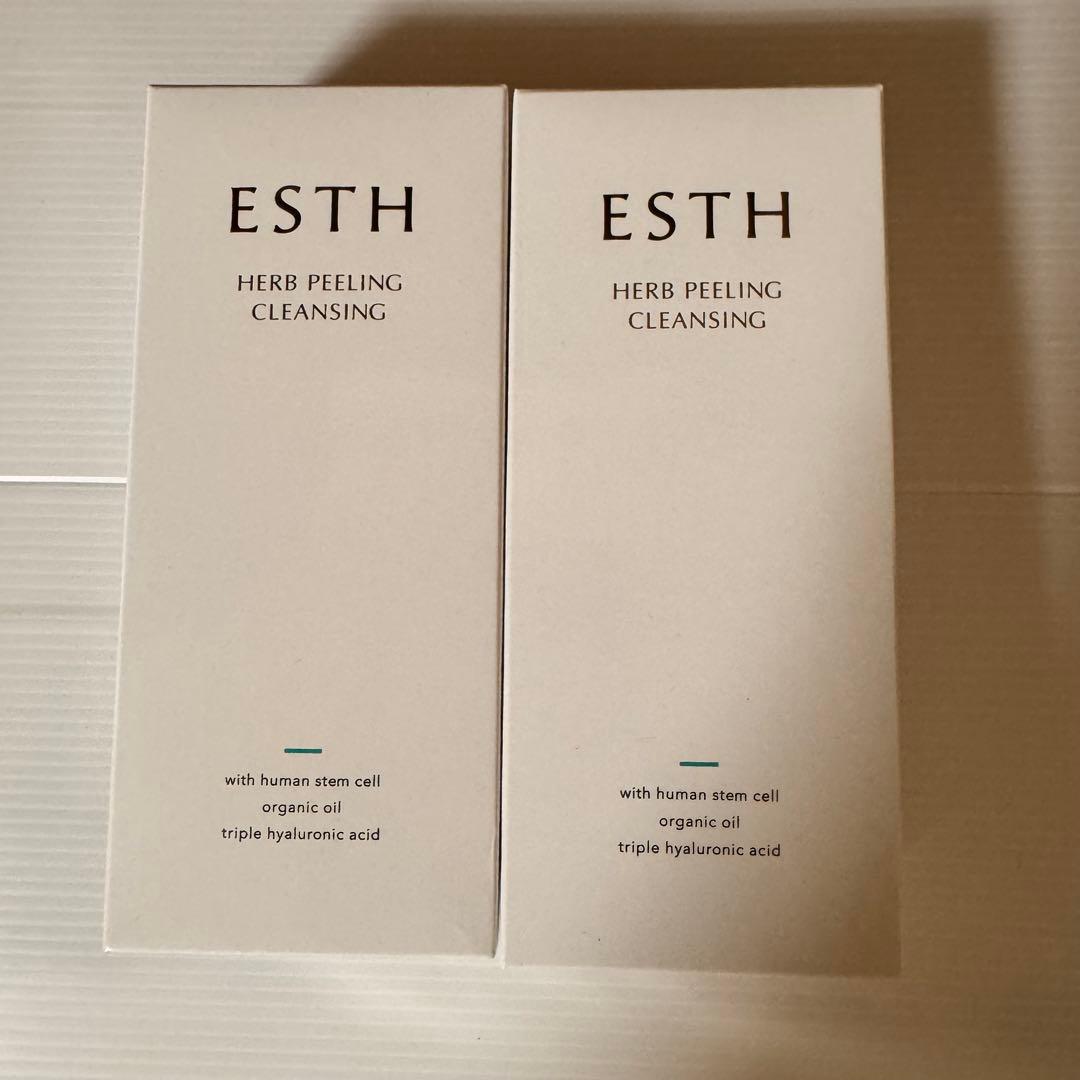 ESTH
HERB PEELING
CLEANSING
with human stem cell
organic oil
triple hyaluronic acid
ESTH
HERB PEELING
CLEANSING
with human stem cell
organic oil
triple hyaluronic acid